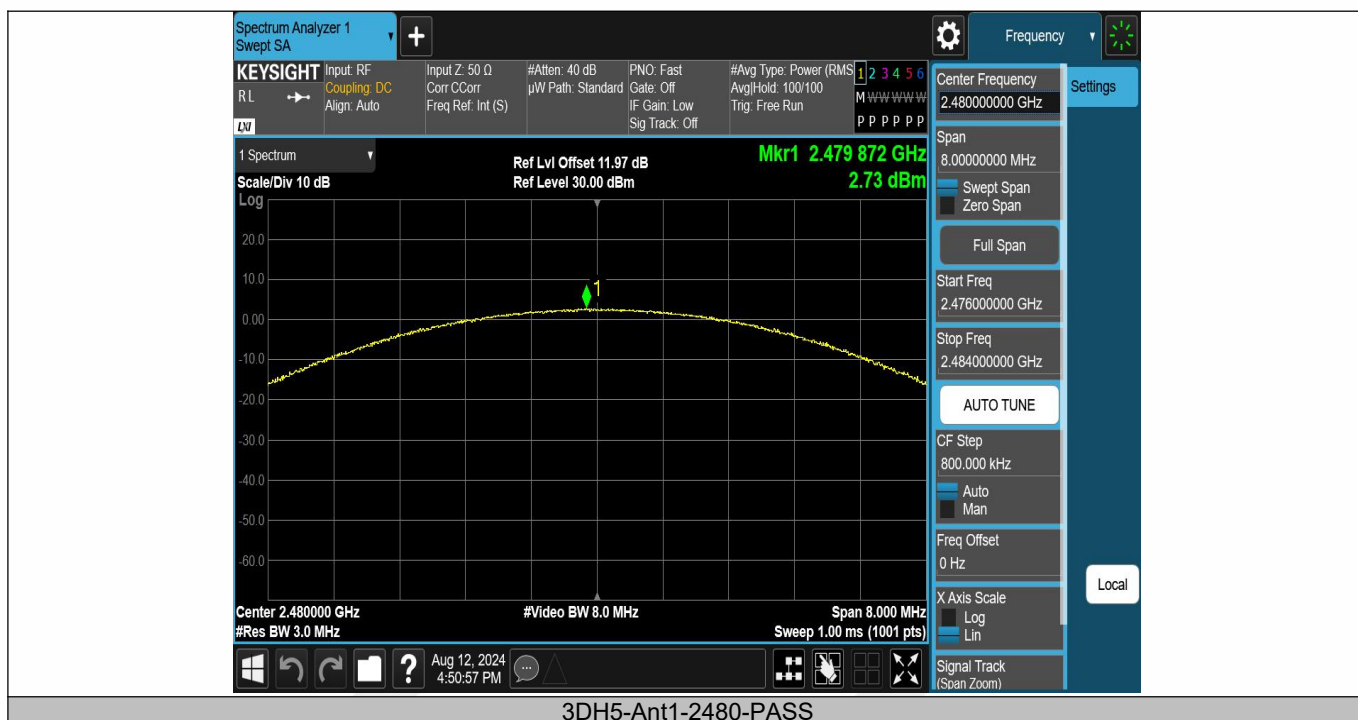 Spectrum Analyzer 1
Swept SA
Frequency
KEYSIGHT
RL
LXI
Input: RF
Coupling: DC
Align: Auto
Input Z: 50 Ω
Corr CCorr
Freq Ref: Int (S)
#Atten: 40 dB
µW Path: Standard
PNO: Fast
Gate: Off
IF Gain: Low
Sig Track: Off
#Avg Type: Power (RMS
Avg|Hold: 100/100
Trig: Free Run
1 2 3 4 5 6
M W W W W W
P P P P P P
1 Spectrum
Scale/Div 10 dB
Log
Ref Lvl Offset 11.97 dB
Ref Level 30.00 dBm
Mkr1 2.479 872 GHz
2.73 dBm
20.0
10.0
1
0.00
-10.0
-20.0
-30.0
-40.0
-50.0
-60.0
Center 2.480000 GHz
#Res BW 3.0 MHz
#Video BW 8.0 MHz
Span 8.000 MHz
Sweep 1.00 ms (1001 pts)
Center Frequency
2.480000000 GHz
Settings
Span
8.00000000 MHz
Swept Span
Zero Span
Full Span
Start Freq
2.476000000 GHz
Stop Freq
2.484000000 GHz
AUTO TUNE
CF Step
800.000 kHz
Auto
Man
Freq Offset
0 Hz
X Axis Scale
Log
Lin
Local
Signal Track
(Span Zoom)
?
Aug 12, 2024
4:50:57 PM
3DH5-Ant1-2480-PASS